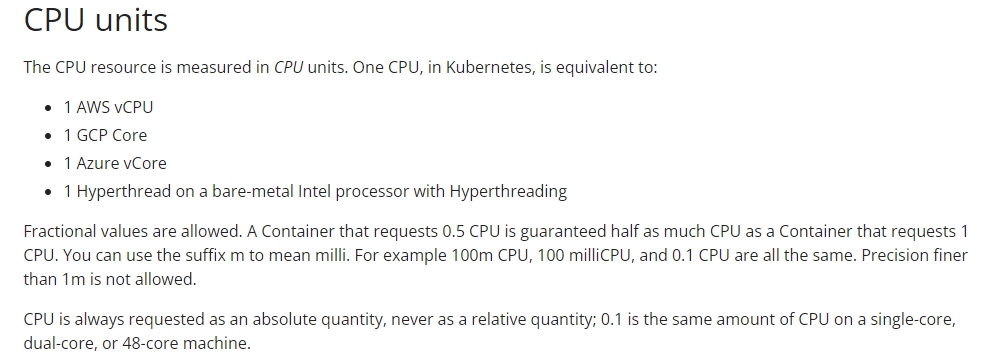 CPU units
The CPU resource is measured in CPU units. One CPU, in Kubernetes, is equivalent to:
• 1 AWS vCPU
• 1 GCP Core
• 1 Azure vCore
• 1 Hyperthread on a bare-metal Intel processor with Hyperthreading
Fractional values are allowed. A Container that requests 0.5 CPU is guaranteed half as much CPU as a Container that requests 1
CPU. You can use the suffix m to mean milli. For example 100m CPU, 100 milliCPU, and 0.1 CPU are all the same. Precision finer
than 1m is not allowed.
CPU is always requested as an absolute quantity, never as a relative quantity; 0.1 is the same amount of CPU on a single-core,
dual-core, or 48-core machine.